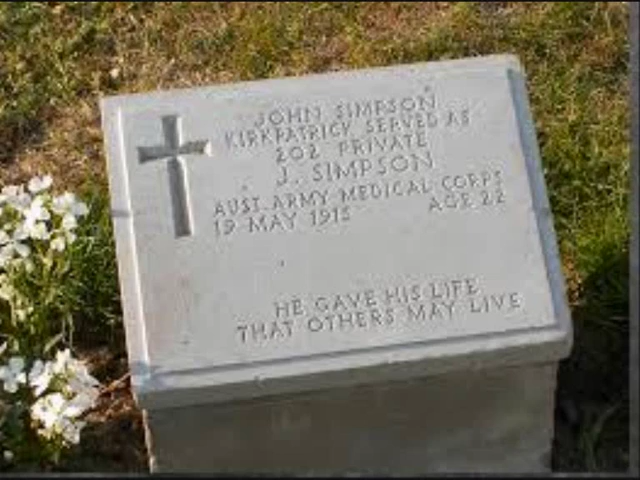 JOHN SIMPSON
KIRKPATRICK SERVED AS
202 PRIVATE
J. SIMPSON
AUST. ARMY MEDICAL CORPS
19 MAY 1915 AGE 22
HE GAVE HIS LIFE
THAT OTHERS MAY LIVE